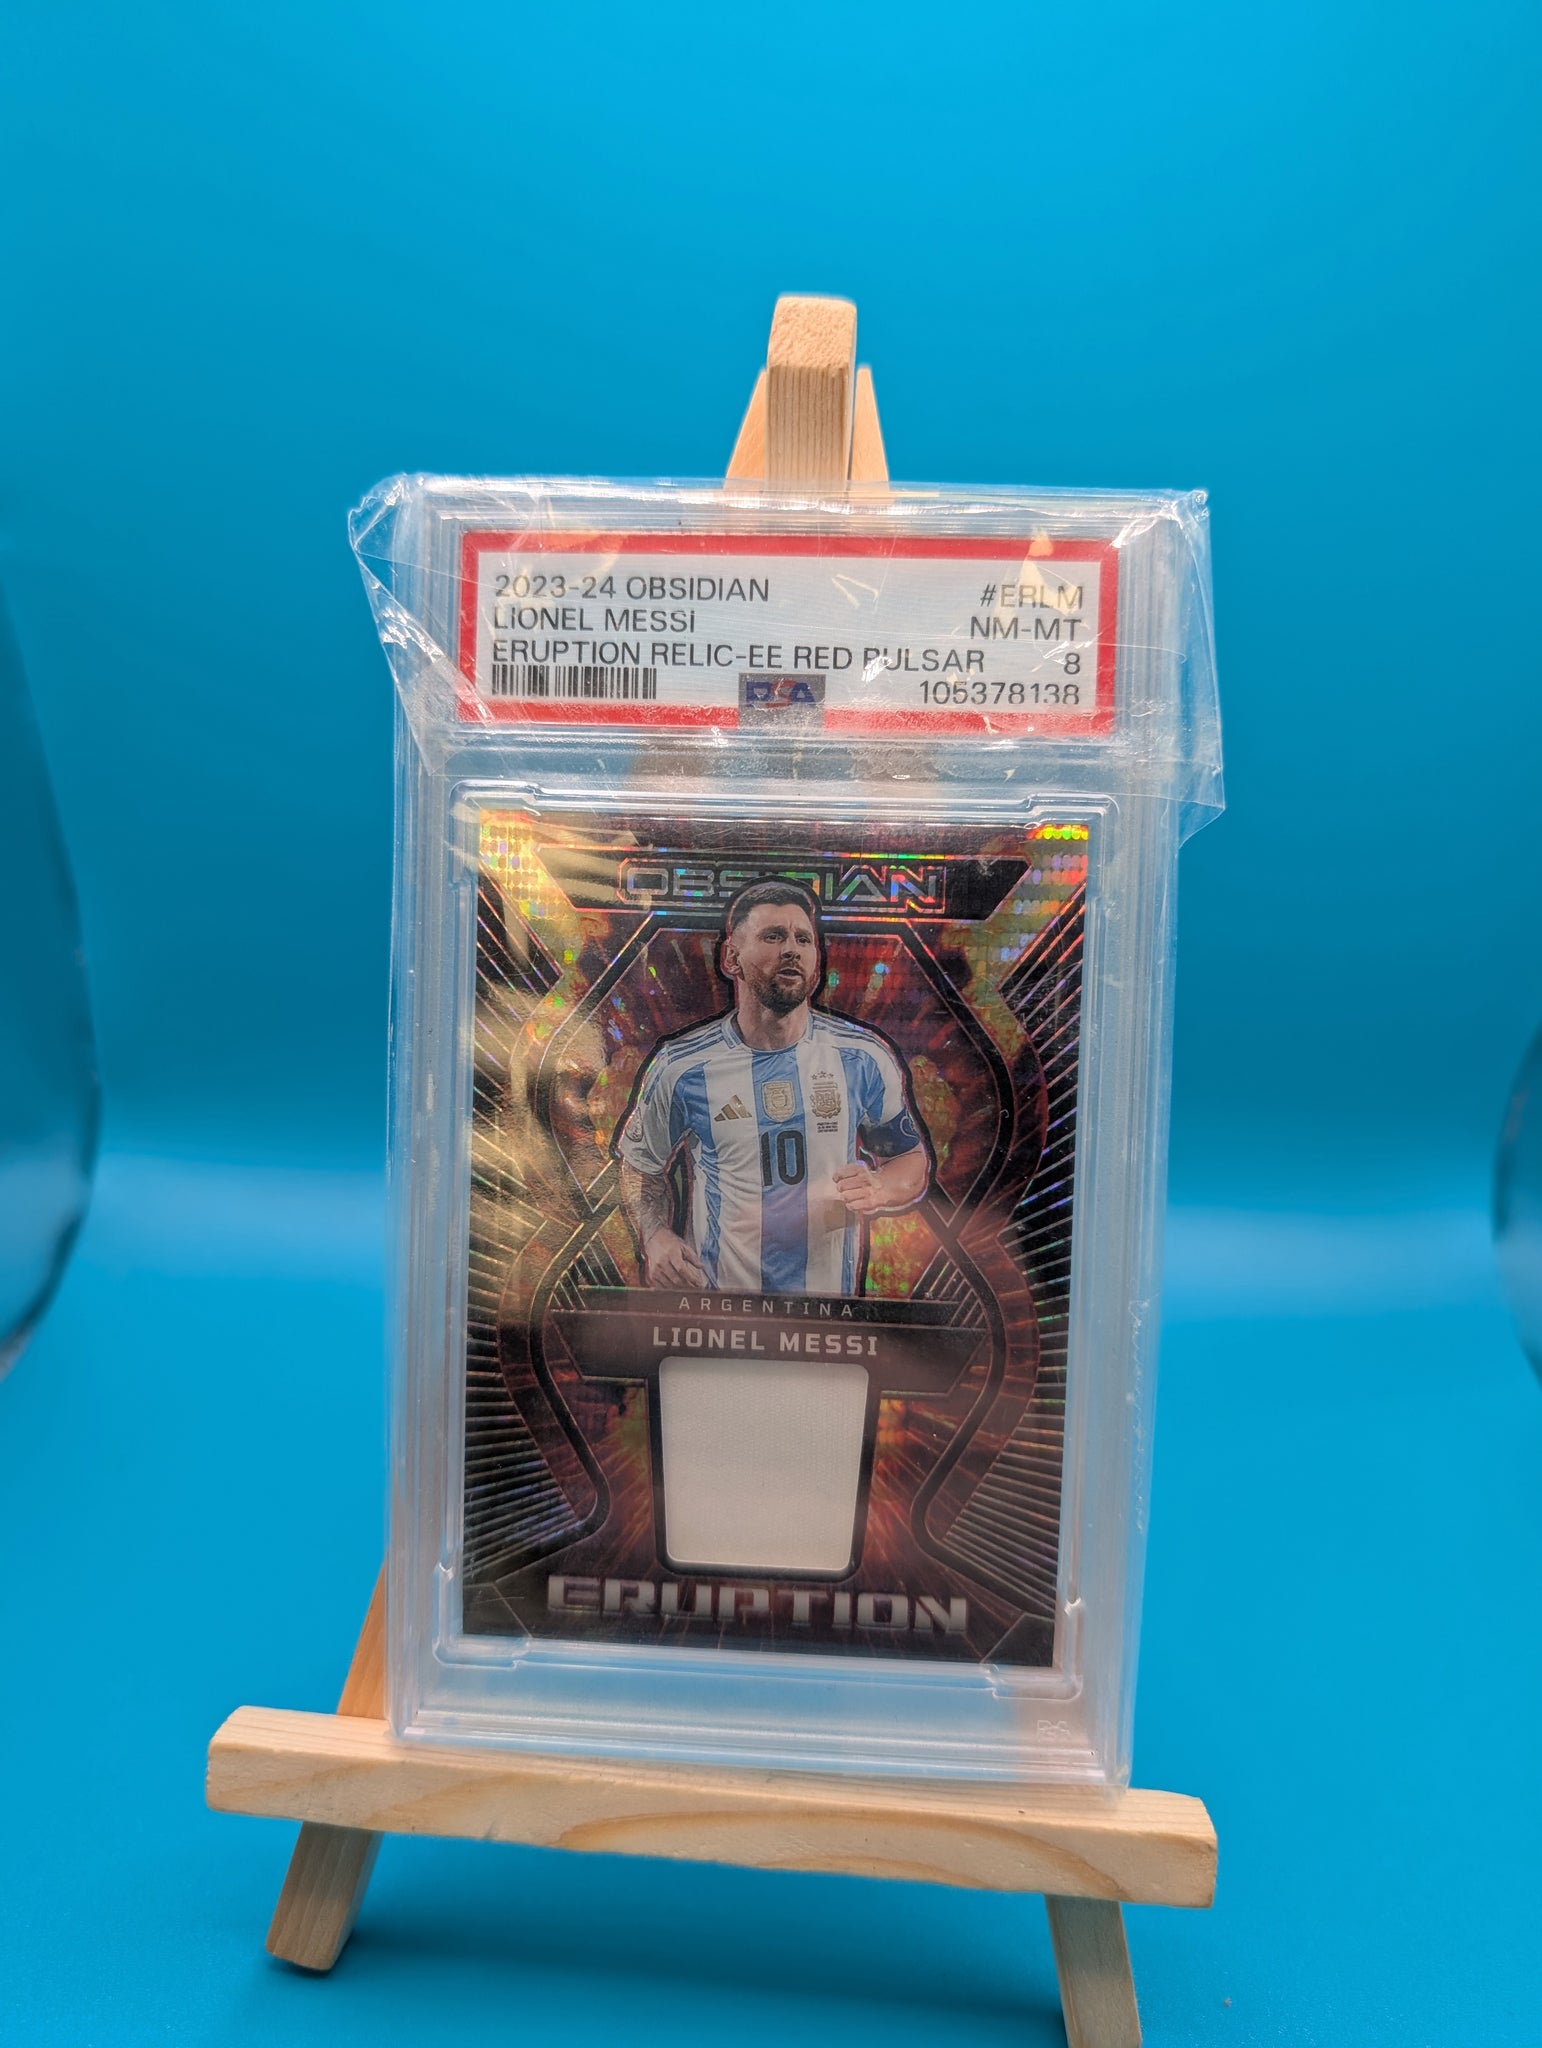 2023-24 OBSIDIAN #ERLM
LIONEL MESSI NM-MT
ERUPTION RELIC-EE RED PULSAR 8
PSA 105378138
OBSIDIAN
10
ARGENTINA
LIONEL MESSI
ERUPTION
PSA